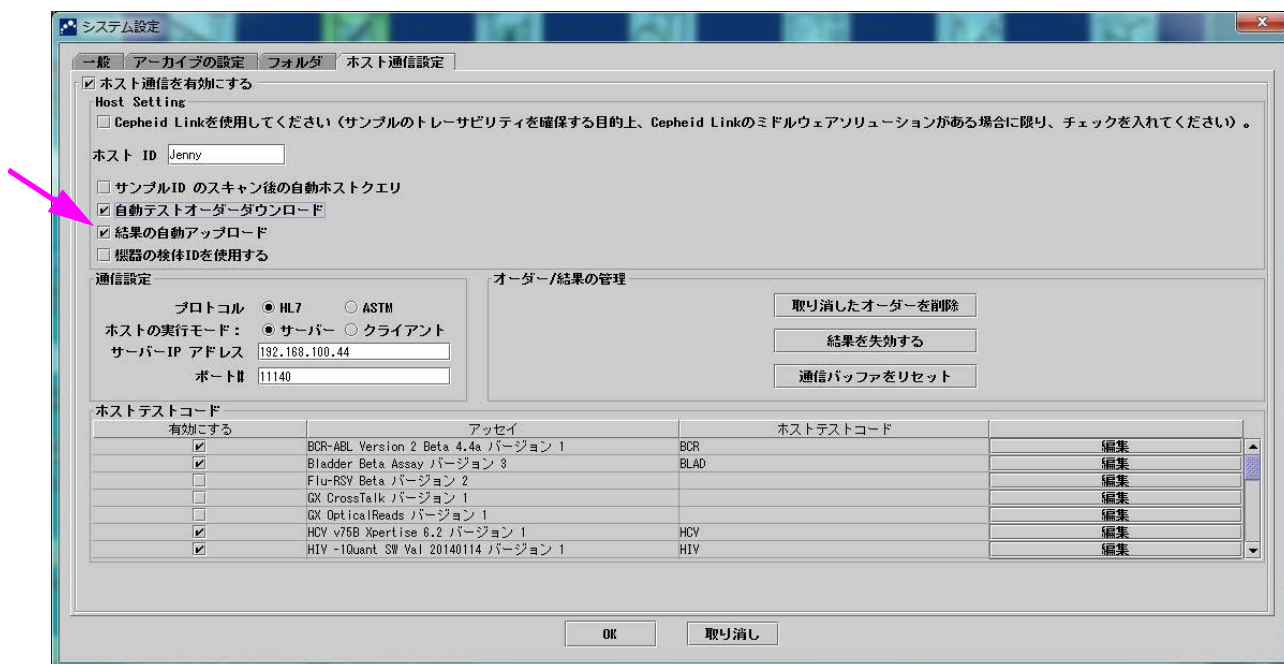 システム設定
一般 アーカイブの設定 フォルダ ホスト通信設定
ホスト通信を有効にする
Host Setting
Cepheid Linkを使用してください（サンプルのトレーサビリティを確保する目的上、Cepheid Linkのミドルウェアソリューションがある場合に限り、チェックを入れてください）。
ホスト ID Jenny
サンプルID のスキャン後の自動ホストクエリ
自動テストオーダーダウンロード
結果の自動アップロード
機器の検体IDを使用する
通信設定
プロトコル HL7 ASTM
ホストの実行モード： サーバー クライアント
サーバーIP アドレス 192.168.100.44
ポート# 11140
オーダー/結果の管理
取り消したオーダーを削除
結果を失効する
通信バッファをリセット
ホストテストコード
有効にする アッセイ ホストテストコード
BCR-ABL Version 2 Beta 4.4a バージョン 1 BCR 編集
Bladder Beta Assay バージョン 3 BLAD 編集
Flu-RSV Beta バージョン 2 編集
GX CrossTalk バージョン 1 編集
GX OpticalReads バージョン 1 編集
HCV v75B Xpertise 6.2 バージョン 1 HCV 編集
HIV -1Quant SW Val 20140114 バージョン 1 HIV 編集
OK 取り消し